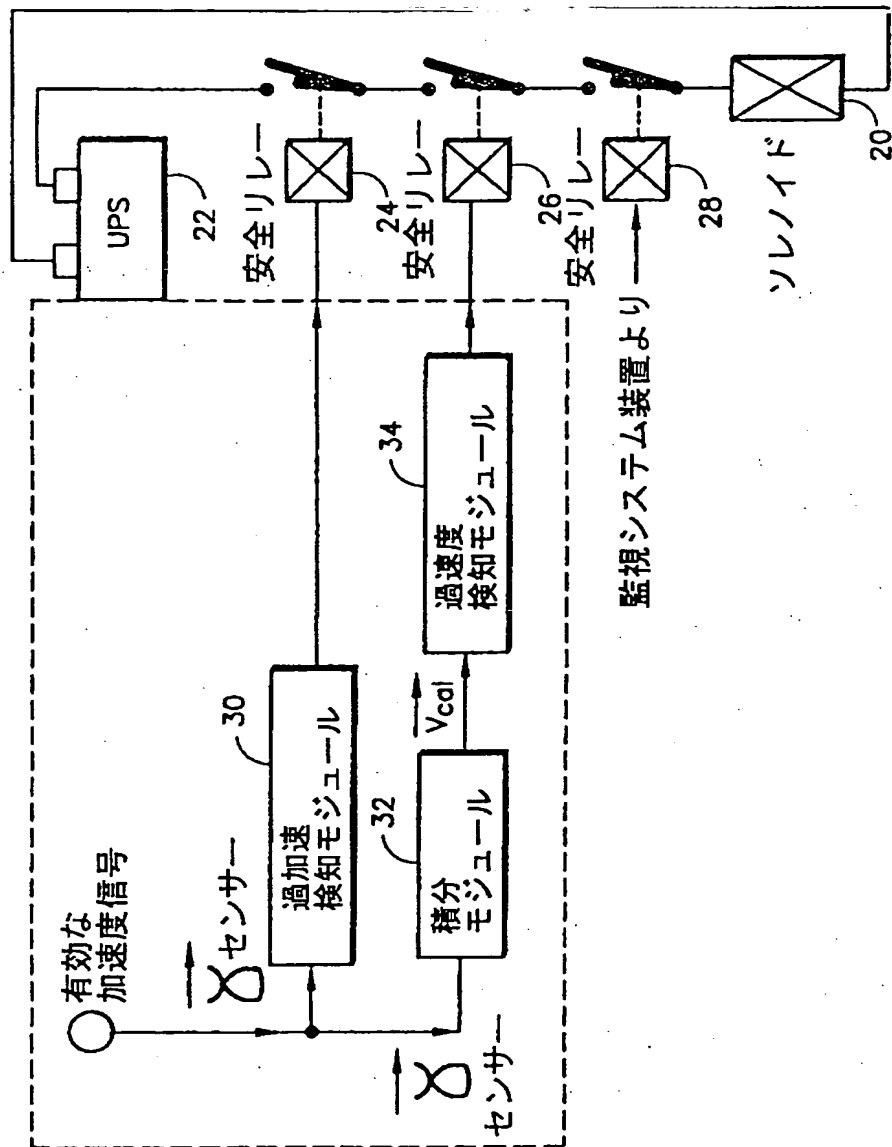 有効な
加速度信号
センサー
センサー
30
過加速
検知モジュール
32
積分
モジュール
Vcal
34
過速度
検知モジュール
UPS
22
安全リレー
24
安全リレー
26
安全リレー
28
監視システム装置より
ソレノイド
20